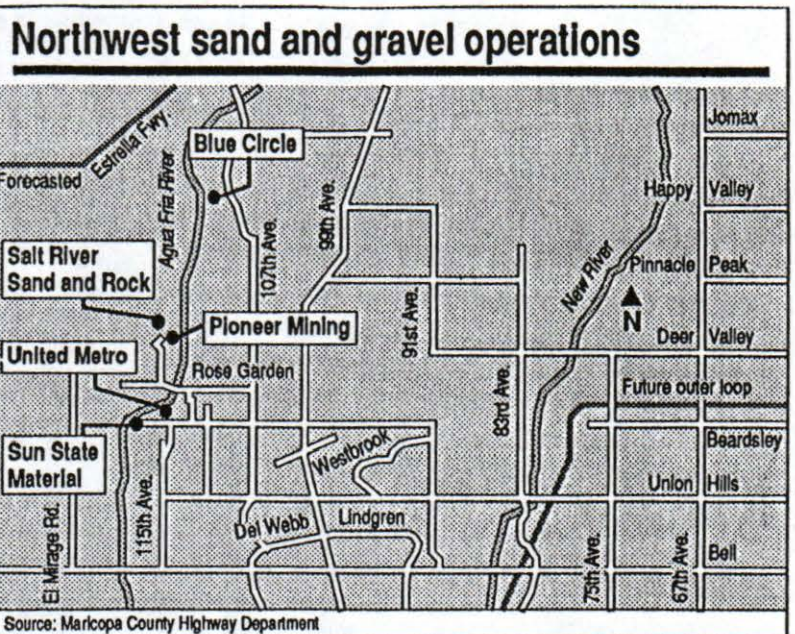 Northwest sand and gravel operations
Jomax
Estrella Fwy.
Forecasted
Blue Circle
Agua Fria River
Happy Valley
99th Ave.
107th Ave.
Salt River
Sand and Rock
New River
Pinnacle Peak
N
Pioneer Mining
91st Ave.
Deer Valley
United Metro
Rose Garden
83rd Ave.
Future outer loop
Beardsley
Sun State
Material
Westbrook
Union Hills
115th Ave.
El Mirage Rd.
Del Webb
Lindgren
75th Ave.
67th Ave.
Bell
Source: Maricopa County Highway Department